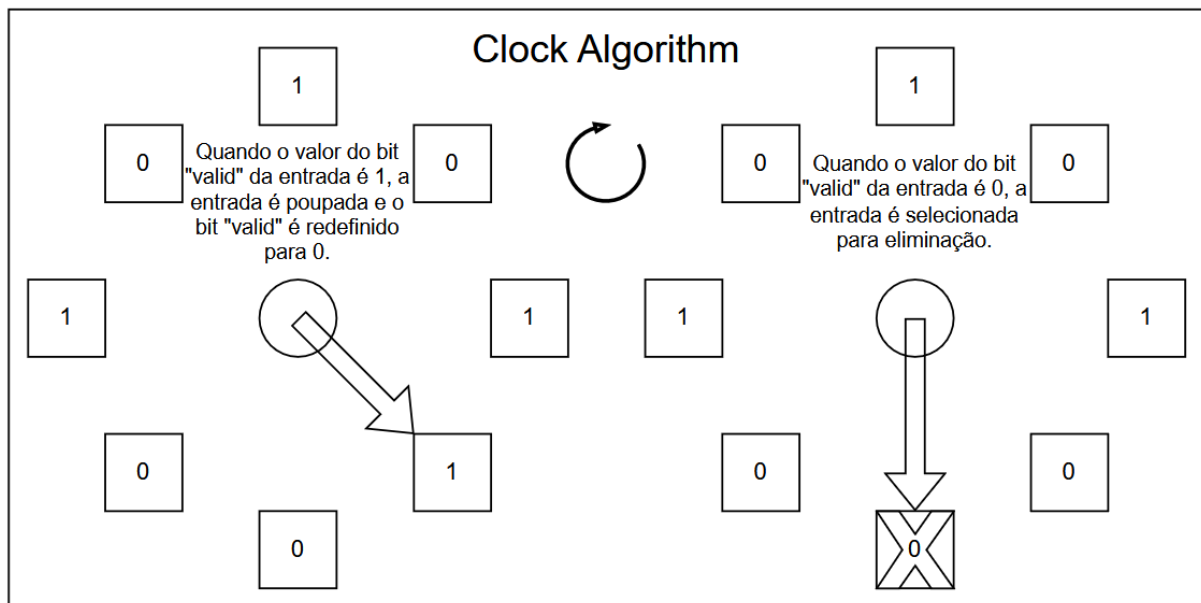 Clock Algorithm
1
0
0
Quando o valor do bit
"valid" da entrada é 1, a
entrada é poupada e o
bit "valid" é redefinido
para 0.
1
1
0
1
0
1
0
0
Quando o valor do bit
"valid" da entrada é 0, a
entrada é selecionada
para eliminação.
1
1
0
0
0